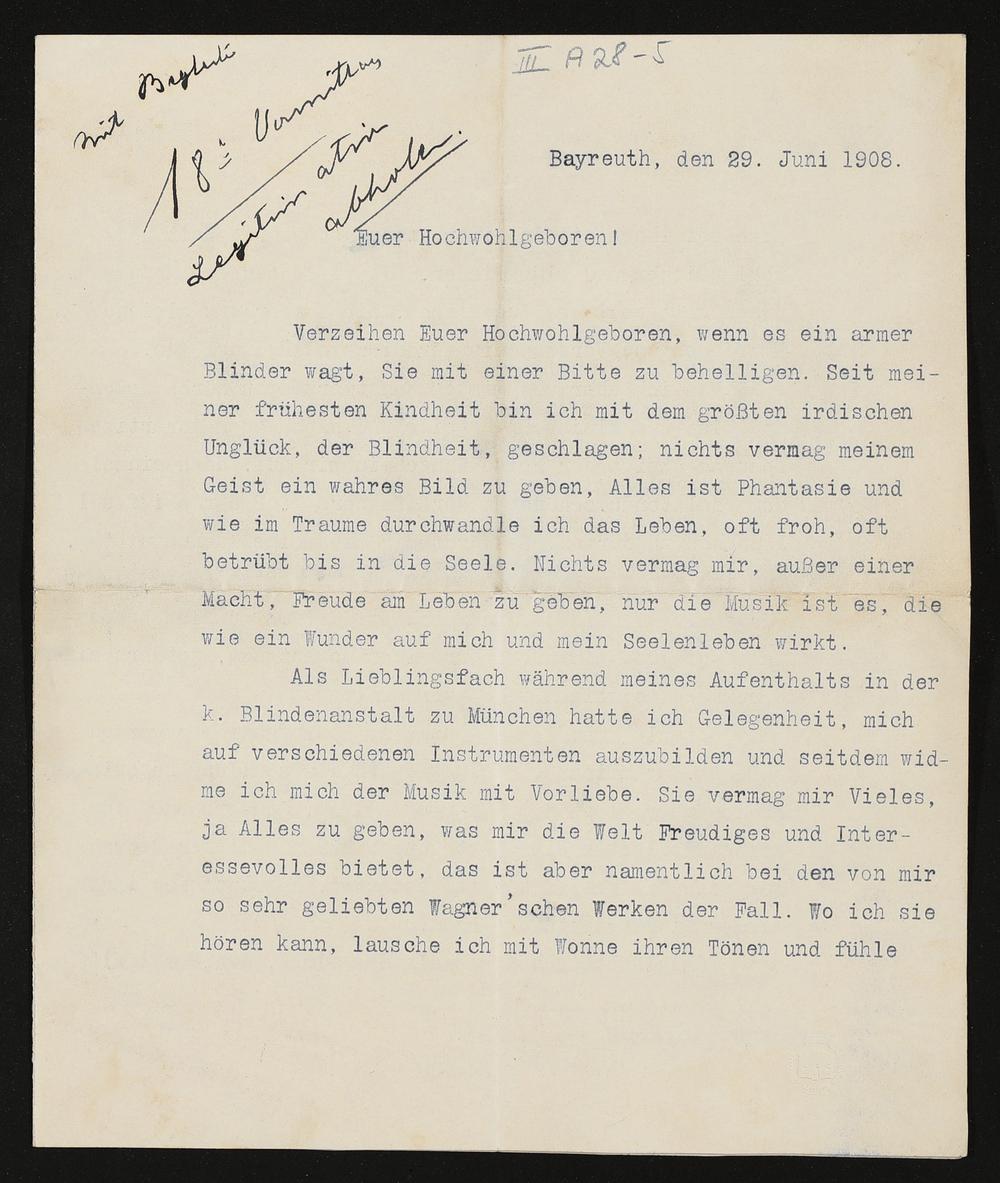 mit Begleiter
18ᵗ Vormittag
Legitimation
abholen.
III A 28-5
Bayreuth, den 29. Juni 1908.
Euer Hochwohlgeboren!
Verzeihen Euer Hochwohlgeboren, wenn es ein armer
Blinder wagt, Sie mit einer Bitte zu behelligen. Seit mei-
ner frühesten Kindheit bin ich mit dem größten irdischen
Unglück, der Blindheit, geschlagen; nichts vermag meinem
Geist ein wahres Bild zu geben, Alles ist Phantasie und
wie im Traume durchwandle ich das Leben, oft froh, oft
betrübt bis in die Seele. Nichts vermag mir, außer einer
Macht, Freude am Leben zu geben, nur die Musik ist es, die
wie ein Wunder auf mich und mein Seelenleben wirkt.
Als Lieblingsfach während meines Aufenthalts in der
k. Blindenanstalt zu München hatte ich Gelegenheit, mich
auf verschiedenen Instrumenten auszubilden und seitdem wid-
me ich mich der Musik mit Vorliebe. Sie vermag mir Vieles,
ja Alles zu geben, was mir die Welt Freudiges und Inter-
essevolles bietet, das ist aber namentlich bei den von mir
so sehr geliebten Wagner'schen Werken der Fall. Wo ich sie
hören kann, lausche ich mit Wonne ihren Tönen und fühle